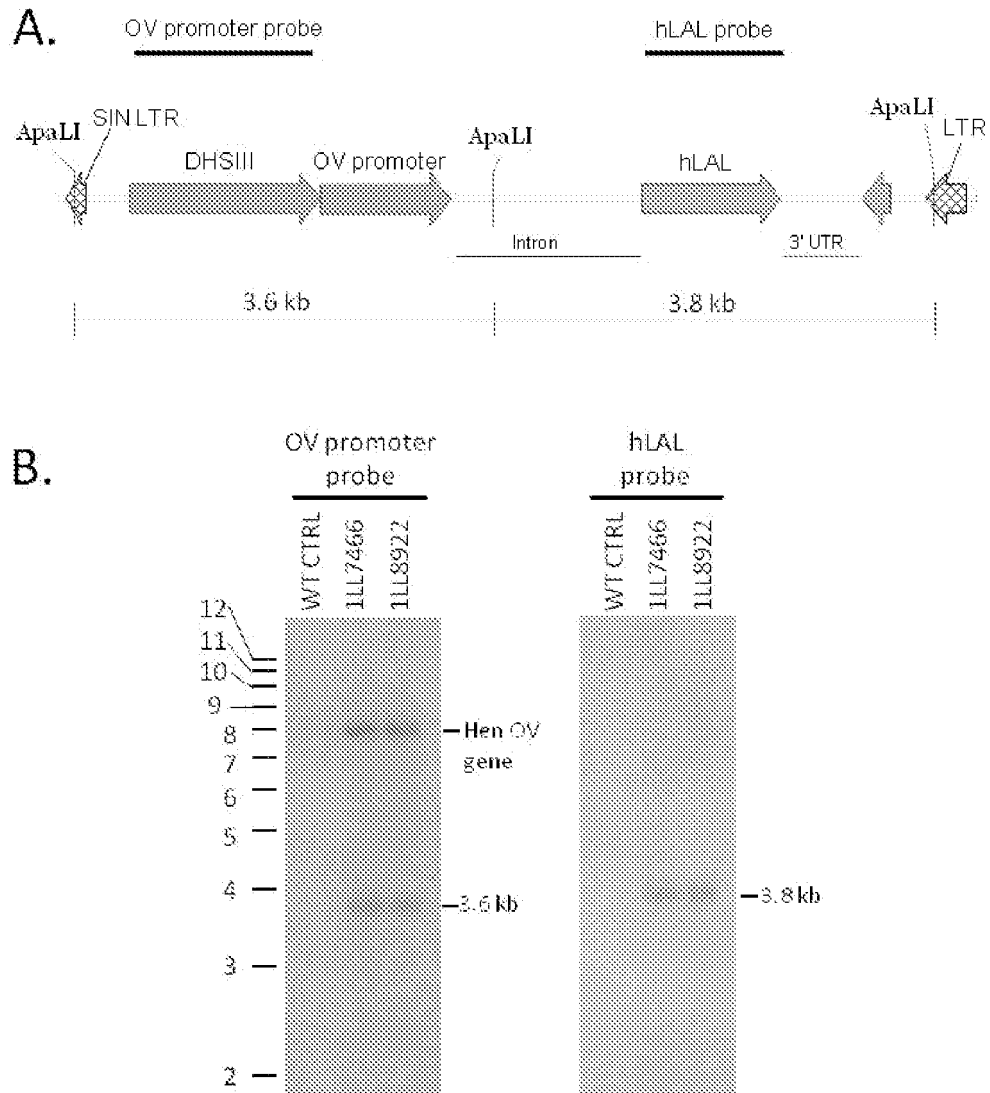 A.
OV promoter probe
hLAL probe
ApaLI
SIN LTR
DHSIII
OV promoter
ApaLI
hLAL
ApaLI
LTR
Intron
3' UTR
3.6 kb
3.8 kb
B.
OV promoter
probe
hLAL
probe
WT CTRL
1LL7466
1LL8922
WT CTRL
1LL7466
1LL8922
12
11
10
9
8
7
6
5
4
3
2
Hen OV
gene
3.6 kb
3.8 kb